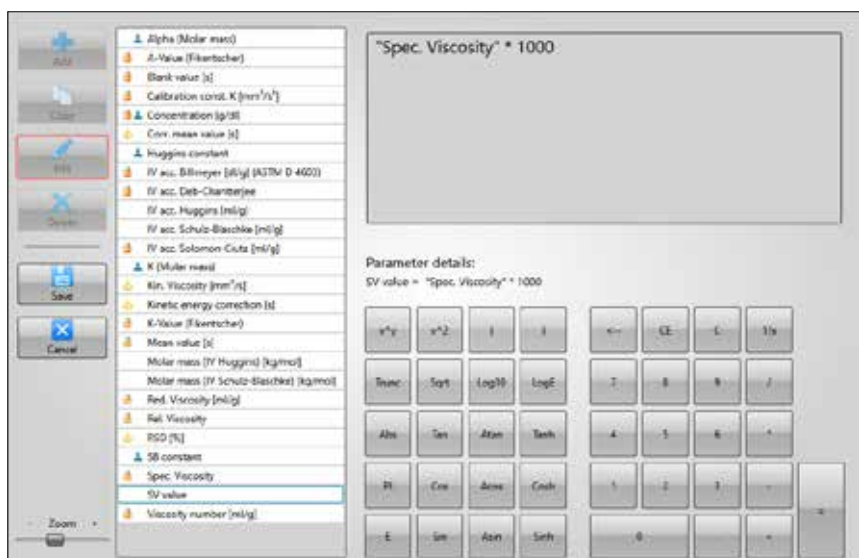 Add
Copy
Edit
Delete
Save
Cancel
Zoom
- +
Alpha (Molar mass)
A-Value (Fikentscher)
Blank value [s]
Calibration const. K [mm²/s²]
Concentration [g/dl]
Corr. mean value [s]
Huggins constant
IV acc. Billmeyer [dl/g] (ASTM D 4603)
IV acc. Deb-Chantterjee
IV acc. Huggins [ml/g]
IV acc. Schulz-Blaschke [ml/g]
IV acc. Solomon-Ciuta [ml/g]
K (Molar mass)
Kin. Viscosity [mm²/s]
Kinetic energy correction [s]
K-Value (Fikentscher)
Mean value [s]
Molar mass (IV Huggins) [kg/mol]
Molar mass (IV Schulz-Blaschke) [kg/mol]
Red. Viscosity [ml/g]
Rel. Viscosity
RSD [%]
SB constant
Spec. Viscosity
SV value
Viscosity number [ml/g]
"Spec. Viscosity" * 1000
Parameter details:
SV value = "Spec. Viscosity" * 1000
x^y x^2 ( ) <-- CE C 1/x
Trunc Sqrt Log10 LogE 7 8 9 /
Abs Tan Atan Tanh 4 5 6 *
PI Cos Acos Cosh 1 2 3 -
E Sin Asin Sinh 0 . + =